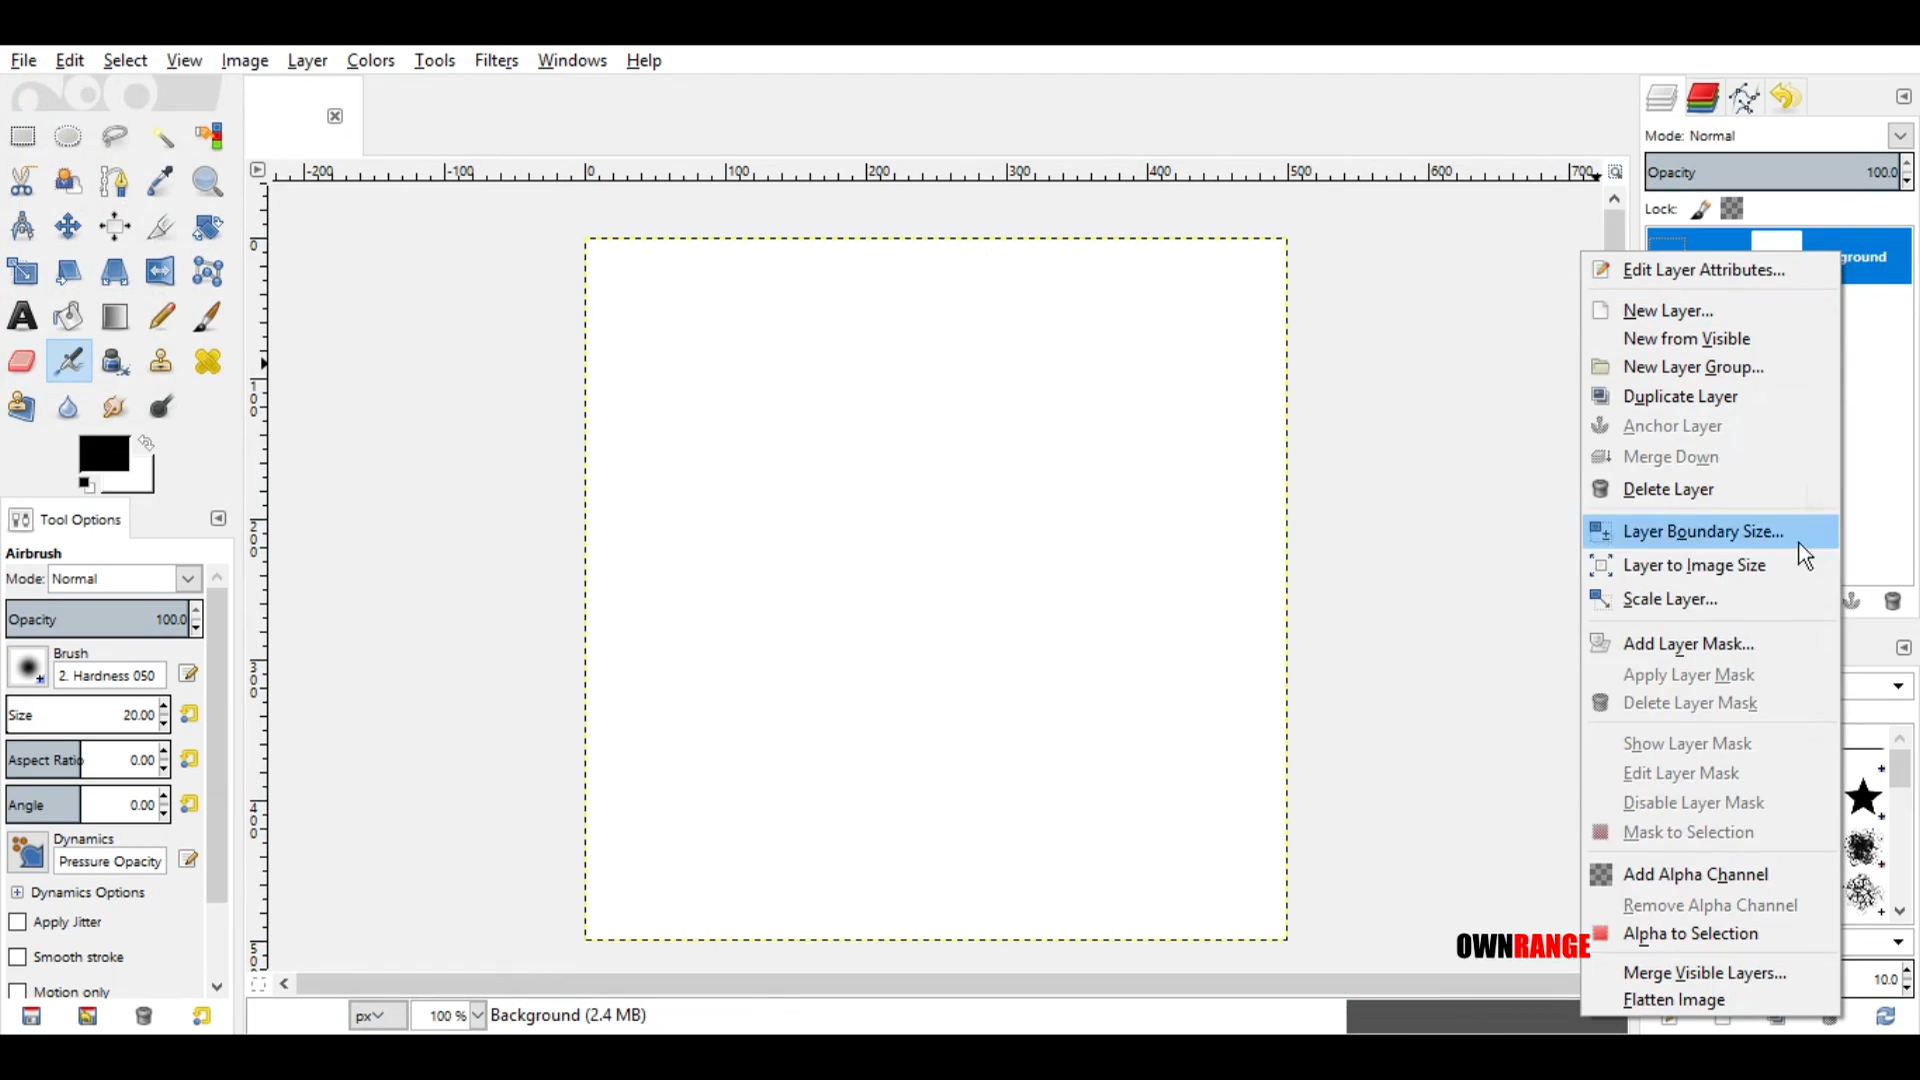 File Edit Select View Image Layer Colors Tools Filters Windows Help
-200 -100 0 100 200 300 400 500 600 700
0
100
200
300
400
Tool Options
Airbrush
Mode: Normal
Opacity 100.0
Brush
2. Hardness 050
Size 20.00
Aspect Ratio 0.00
Angle 0.00
Dynamics
Pressure Opacity
Dynamics Options
Apply Jitter
Smooth stroke
Motion only
px 100 % Background (2.4 MB)
OWNRANGE
Mode: Normal
Opacity 100.0
Lock:
ground
Edit Layer Attributes...
New Layer...
New from Visible
New Layer Group...
Duplicate Layer
Anchor Layer
Merge Down
Delete Layer
Layer Boundary Size...
Layer to Image Size
Scale Layer...
Add Layer Mask...
Apply Layer Mask
Delete Layer Mask
Show Layer Mask
Edit Layer Mask
Disable Layer Mask
Mask to Selection
Add Alpha Channel
Remove Alpha Channel
Alpha to Selection
Merge Visible Layers...
Flatten Image
10.0